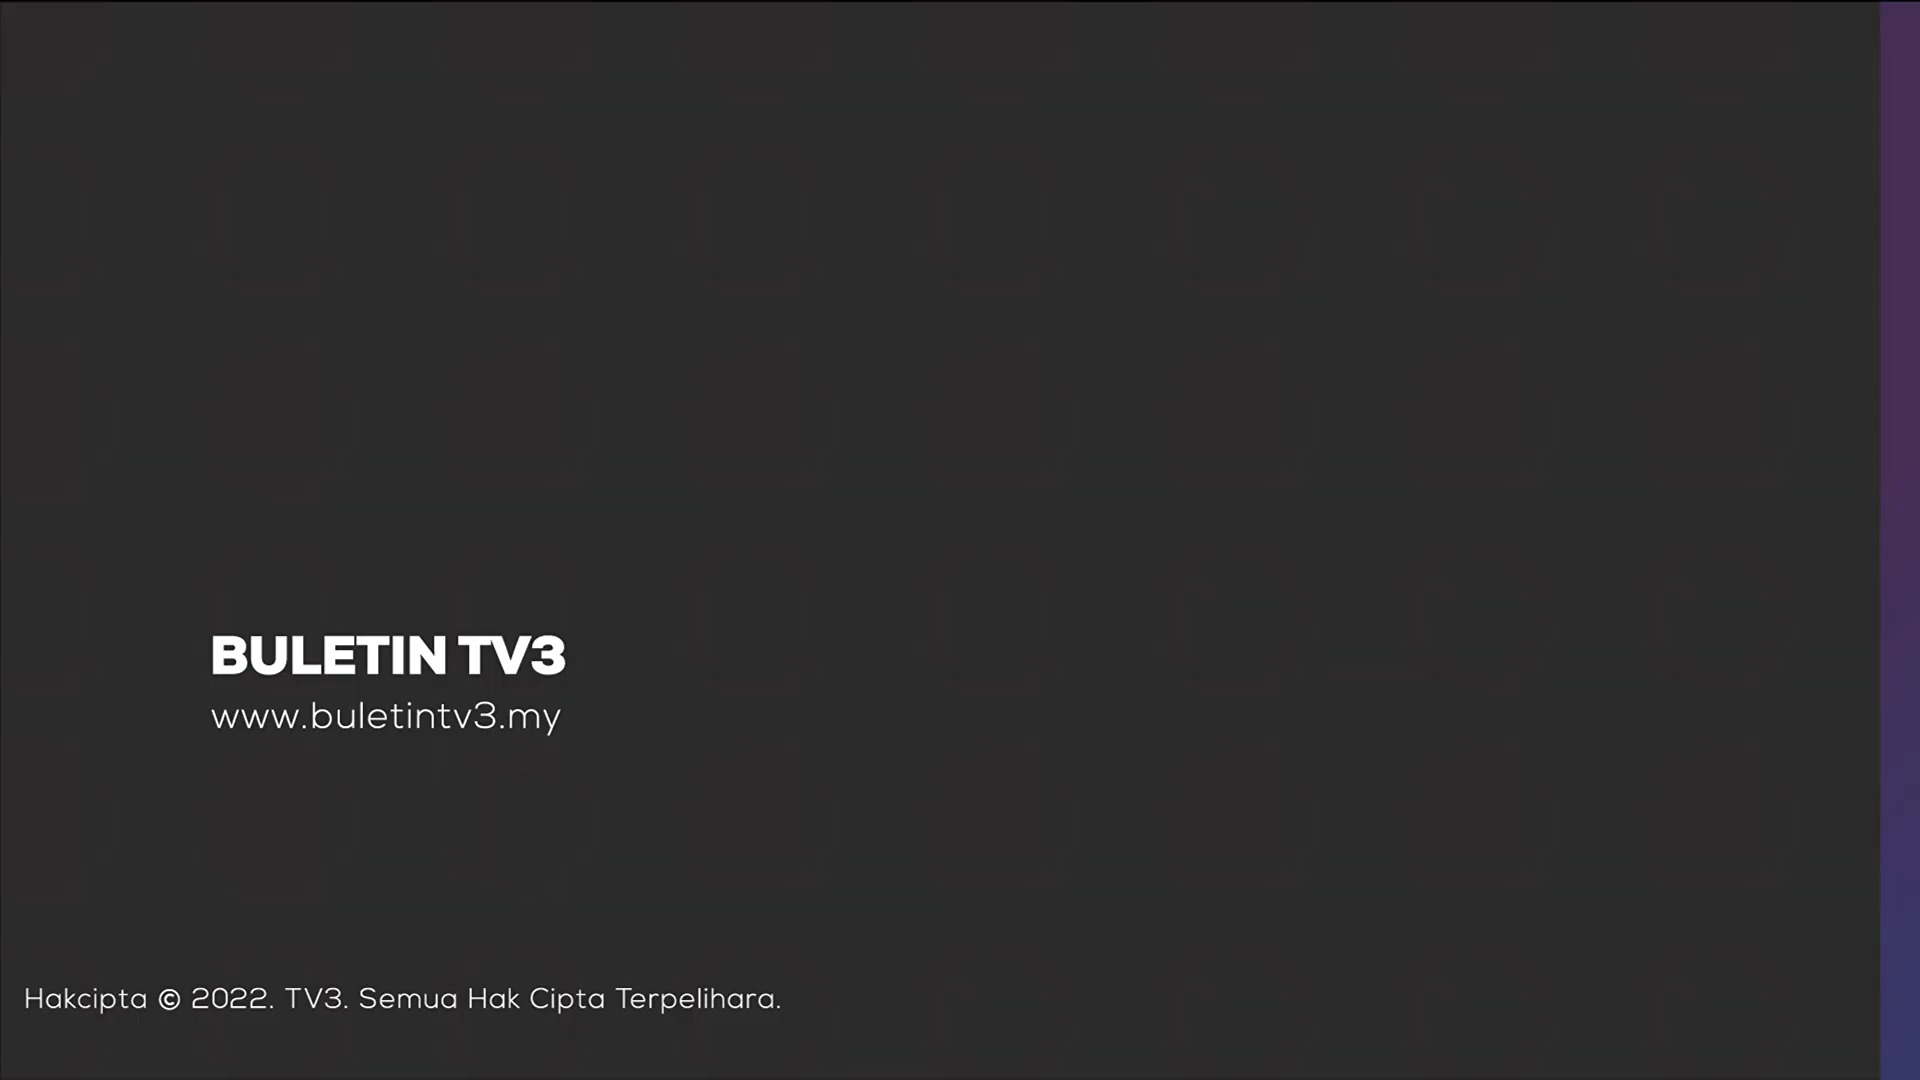 BULETIN TV3
www.buletintv3.my
Hakcipta © 2022. TV3. Semua Hak Cipta Terpelihara.